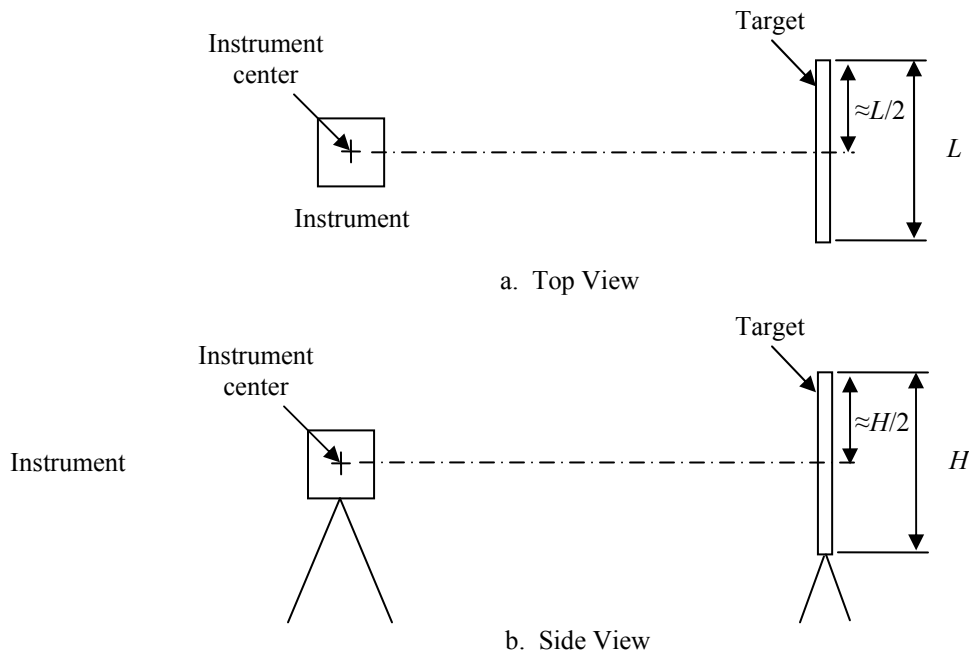 Target
Instrument
center
≈L/2
L
Instrument
a. Top View
Target
Instrument
center
≈H/2
Instrument
H
b. Side View